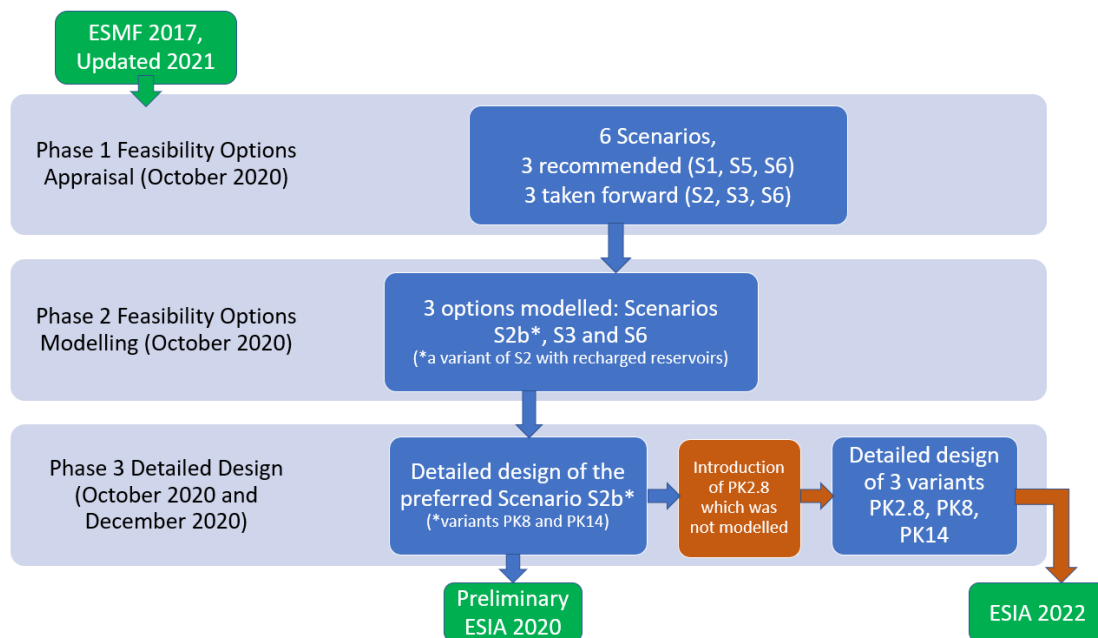 ESMF 2017,
Updated 2021
Phase 1 Feasibility Options
Appraisal (October 2020)
6 Scenarios,
3 recommended (S1, S5, S6)
3 taken forward (S2, S3, S6)
Phase 2 Feasibility Options
Modelling (October 2020)
3 options modelled: Scenarios
S2b*, S3 and S6
(*a variant of S2 with recharged reservoirs)
Phase 3 Detailed Design
(October 2020 and
December 2020)
Detailed design of the
preferred Scenario S2b*
(*variants PK8 and PK14)
Introduction
of PK2.8
which was
not modelled
Detailed design
of 3 variants
PK2.8, PK8,
PK14
Preliminary
ESIA 2020
ESIA 2022